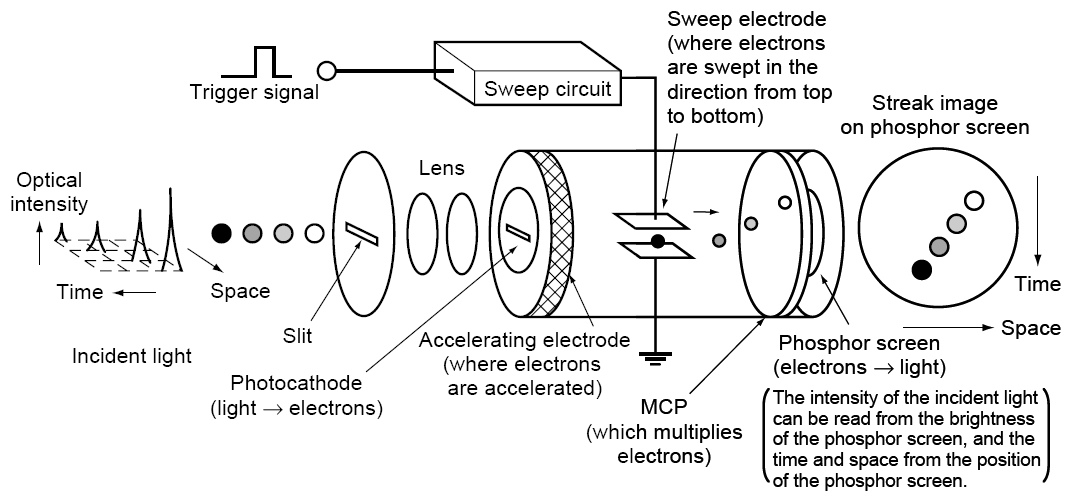 Sweep electrode
(where electrons
are swept in the
direction from top
to bottom)
Trigger signal
Sweep circuit
Streak image
on phosphor screen
Optical
intensity
Lens
Time ←
Space
Slit
Incident light
Photocathode
(light → electrons)
Accelerating electrode
(where electrons
are accelerated)
MCP
(which multiplies
electrons)
Time
→ Space
Phosphor screen
(electrons → light)
(The intensity of the incident light
can be read from the brightness
of the phosphor screen, and the
time and space from the position
of the phosphor screen.)